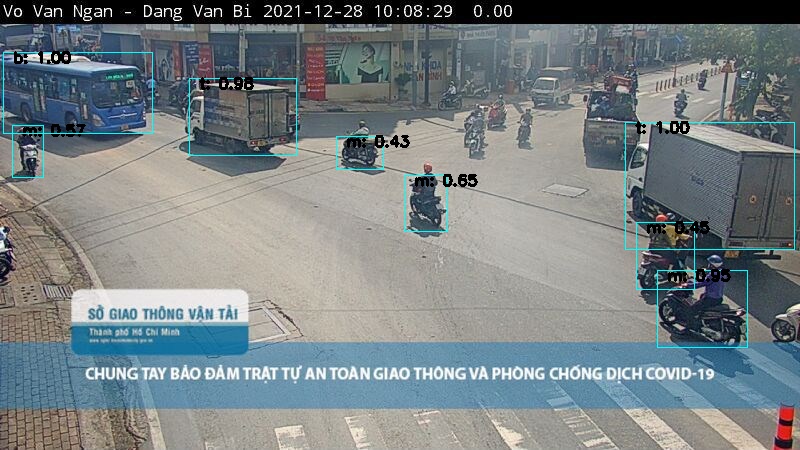 Vo Van Ngan - Dang Van Bi 2021-12-28 10:08:29  0.00
b: 1.00
t: 0.98
m: 0.57
m: 0.43
m: 0.65
t: 1.00
m: 0.45
m: 0.95
SỞ GIAO THÔNG VẬN TẢI
Thành phố Hồ Chí Minh
CHUNG TAY BẢO ĐẢM TRẬT TỰ AN TOÀN GIAO THÔNG VÀ PHÒNG CHỐNG DỊCH COVID-19